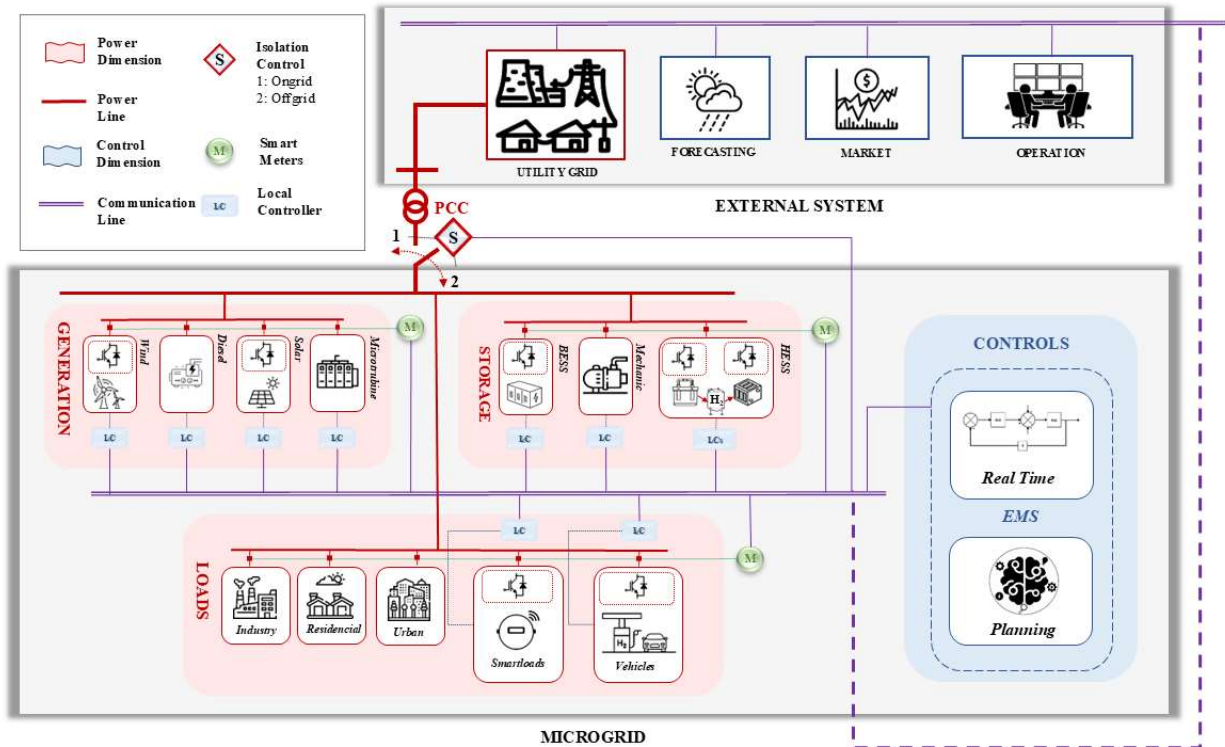 Power
Dimension
Power
Line
Control
Dimension
Communication
Line
S
Isolation
Control
1: Ongrid
2: Offgrid
M
Smart
Meters
LC
Local
Controller
UTILITY GRID
FORECASTING
$
MARKET
OPERATION
EXTERNAL SYSTEM
PCC
1
S
2
GENERATION
Wind
Diesel
Solar
Microtrubine
M
LC
LC
LC
LC
STORAGE
BESS
Mechanic
HESS
H2
M
LC
LC
LCs
CONTROLS
Real Time
EMS
Planning
LOADS
LC
LC
M
Industry
Residencial
Urban
Smartloads
H2
Vehicles
MICROGRID